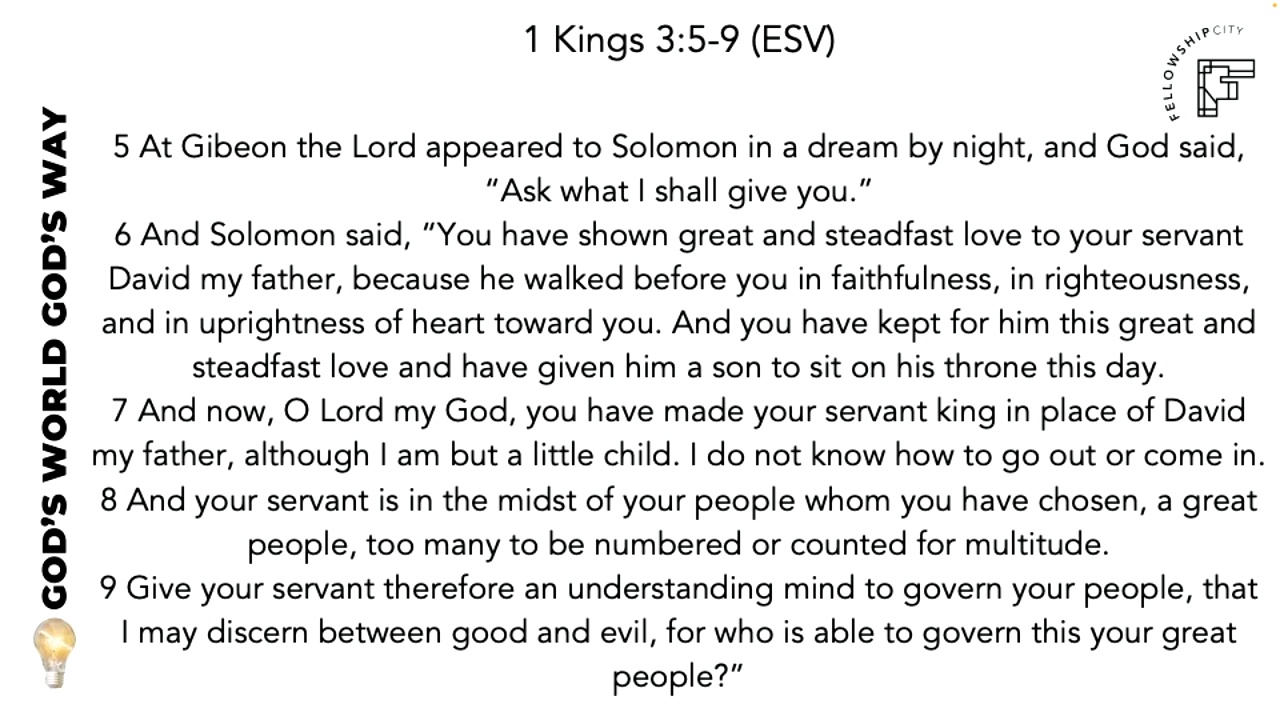 1 Kings 3:5-9 (ESV)
FELLOWSHIPCITY
GOD'S WORLD GOD'S WAY
5 At Gibeon the Lord appeared to Solomon in a dream by night, and God said,
“Ask what I shall give you.”
6 And Solomon said, “You have shown great and steadfast love to your servant
David my father, because he walked before you in faithfulness, in righteousness,
and in uprightness of heart toward you. And you have kept for him this great and
steadfast love and have given him a son to sit on his throne this day.
7 And now, O Lord my God, you have made your servant king in place of David
my father, although I am but a little child. I do not know how to go out or come in.
8 And your servant is in the midst of your people whom you have chosen, a great
people, too many to be numbered or counted for multitude.
9 Give your servant therefore an understanding mind to govern your people, that
I may discern between good and evil, for who is able to govern this your great
people?”